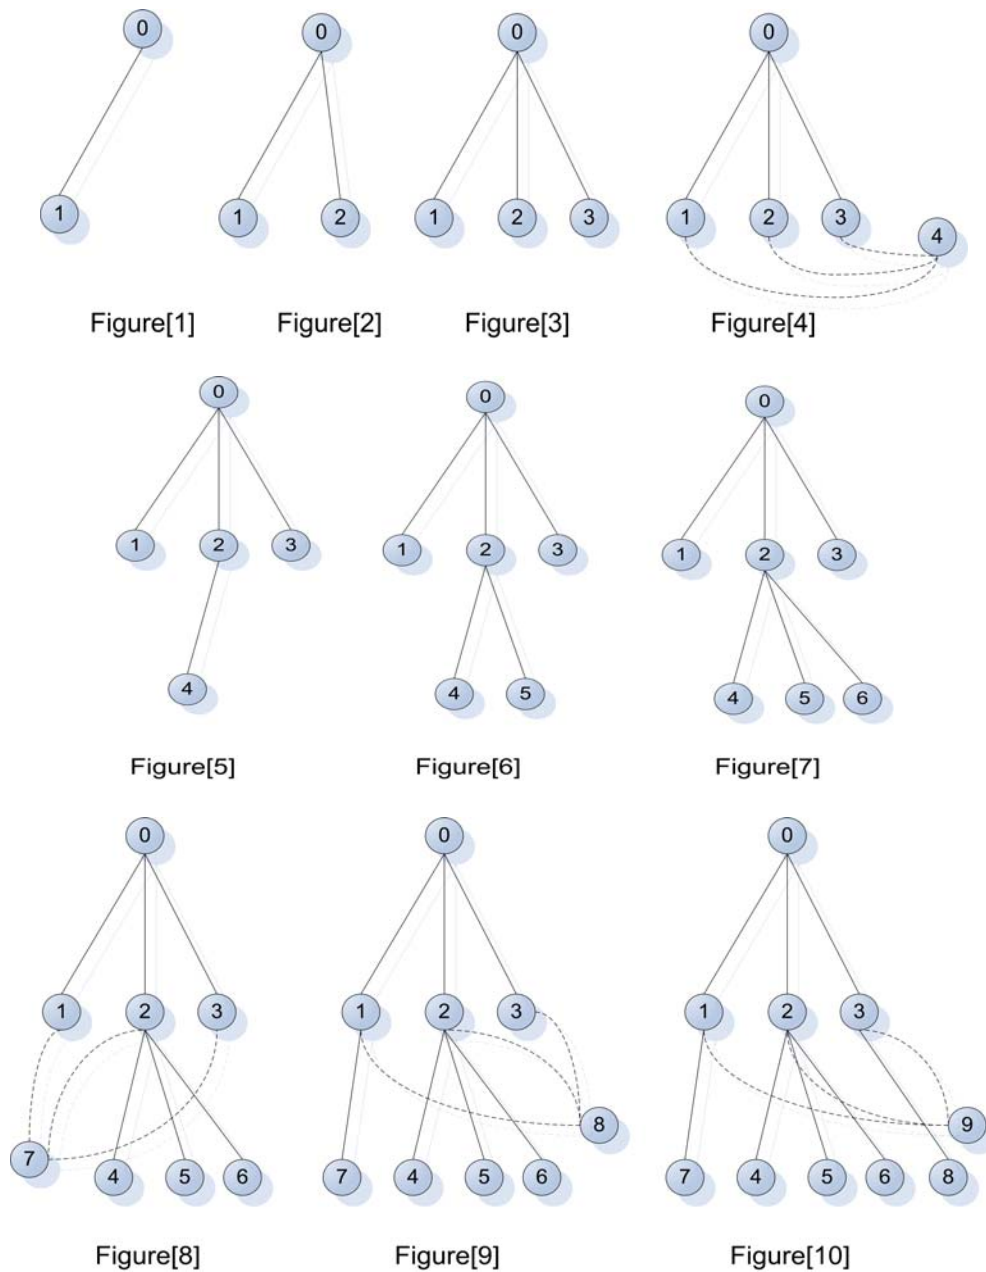 0 0 0 0
1 1 2 1 2 3 1 2 3 4
Figure[1] Figure[2] Figure[3] Figure[4]
0 0 0
1 2 3 1 2 3 1 2 3
4 4 5 4 5 6
Figure[5] Figure[6] Figure[7]
0 0 0
1 2 3 1 2 3 1 2 3
7 8 9
4 5 6 7 4 5 6 7 4 5 6 8
Figure[8] Figure[9] Figure[10]